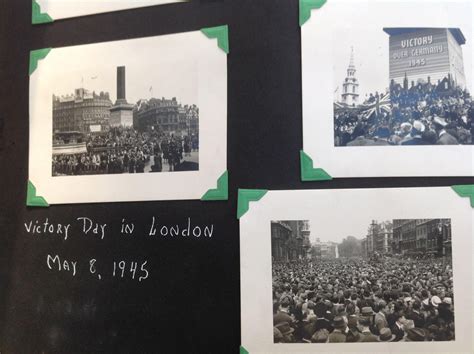 VICTORY
OVER GERMANY
1945
Victory Day in London
May 8, 1945